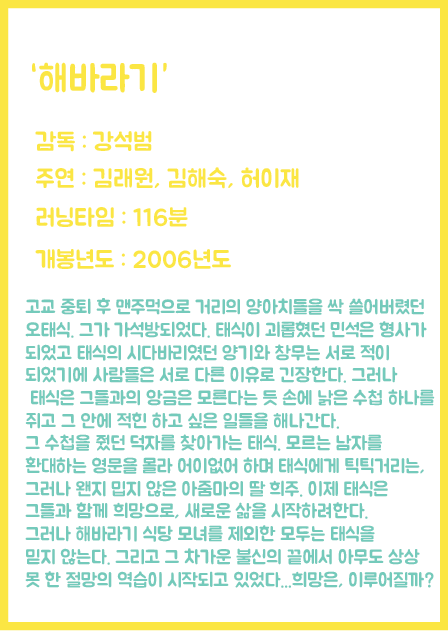 '해바라기'
감독 : 강석범
주연 : 김래원, 김해숙, 허이재
러닝타임 : 116분
개봉년도 : 2006년도
고교 중퇴 후 맨주먹으로 거리의 양아치들을 싹 쓸어버렸던
오태식. 그가 가석방되었다. 태식이 괴롭혔던 민석은 형사가
되었고 태식의 시다바리였던 양기와 창무는 서로 적이
되었기에 사람들은 서로 다른 이유로 긴장한다. 그러나
태식은 그들과의 앙금은 모른다는 듯 손에 낡은 수첩 하나를
쥐고 그 안에 적힌 하고 싶은 일들을 해나간다.
그 수첩을 줬던 덕자를 찾아가는 태식. 모르는 남자를
환대하는 영문을 몰라 어이없어 하며 태식에게 틱틱거리는,
그러나 왠지 밉지 않은 아줌마의 딸 희주. 이제 태식은
그들과 함께 희망으로, 새로운 삶을 시작하려한다.
그러나 해바라기 식당 모녀를 제외한 모두는 태식을
믿지 않는다. 그리고 그 차가운 불신의 끝에서 아무도 상상
못 한 절망의 역습이 시작되고 있었다...희망은, 이루어질까?